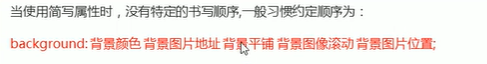 当使用简写属性时，没有特定的书写顺序,一般习惯约定顺序为：
background: 背景颜色 背景图片地址 背景平铺 背景图像滚动 背景图片位置;